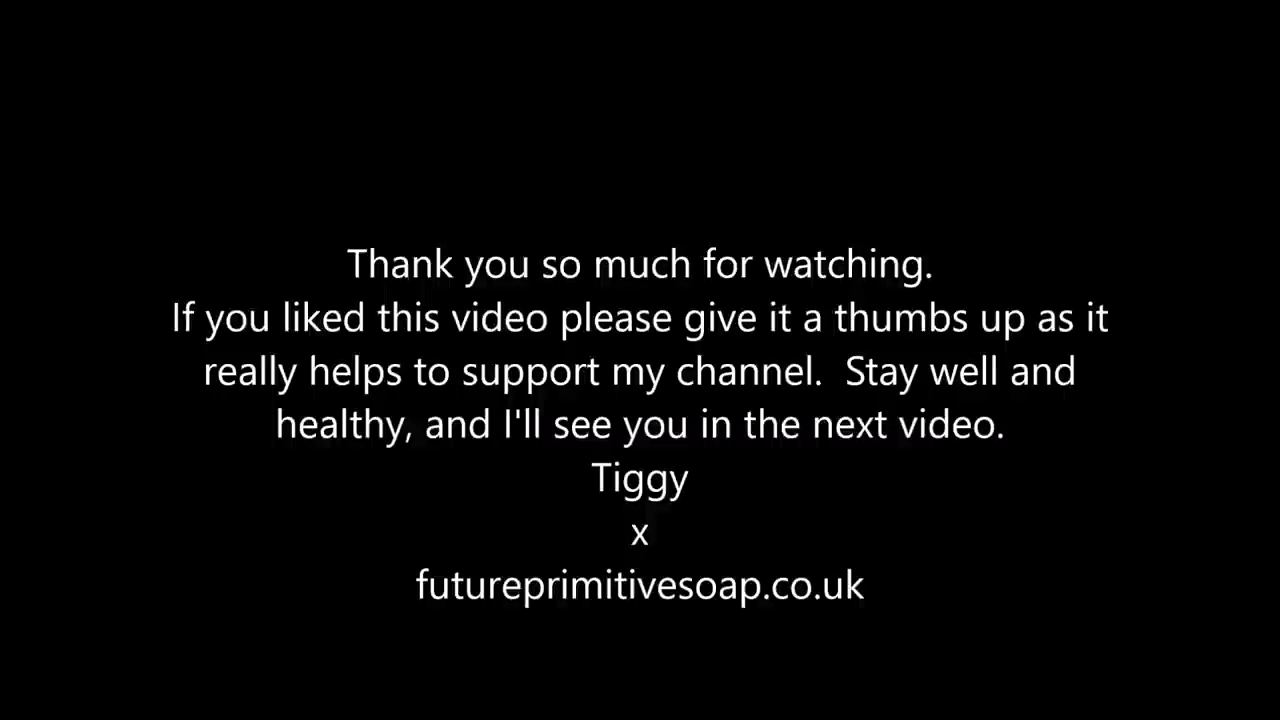 Thank you so much for watching.
If you liked this video please give it a thumbs up as it
really helps to support my channel.  Stay well and
healthy, and I'll see you in the next video.
Tiggy
x
futureprimitivesoap.co.uk